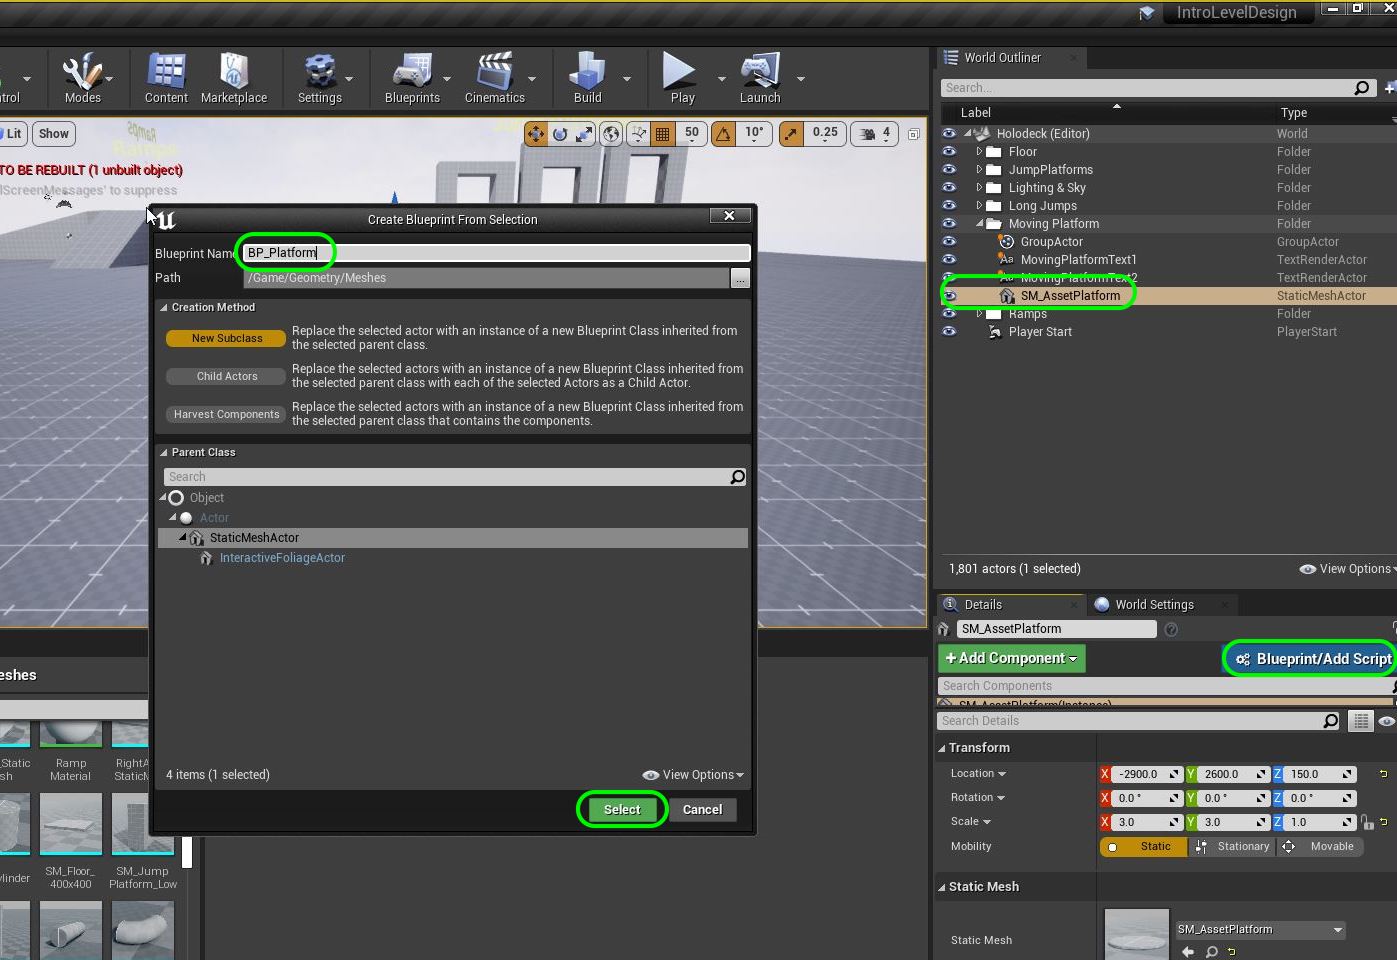 IntroLevelDesign
ntrol
Modes
Content
Marketplace
Settings
Blueprints
Cinematics
Build
Play
Launch
World Outliner
Search...
Label
Type
Lit
Show
50
10°
0.25
4
Ramps
Ramps
TO BE REBUILT (1 unbuilt object)
lScreenMessages' to suppress
Holodeck (Editor)
World
Floor
Folder
JumpPlatforms
Folder
Lighting & Sky
Folder
Long Jumps
Folder
Moving Platform
Folder
GroupActor
GroupActor
MovingPlatformText1
TextRenderActor
MovingPlatformText2
TextRenderActor
SM_AssetPlatform
StaticMeshActor
Ramps
Folder
Player Start
PlayerStart
1,801 actors (1 selected)
View Options
Create Blueprint From Selection
Blueprint Name
BP_Platform
Path
/Game/Geometry/Meshes
...
Creation Method
New Subclass
Replace the selected actor with an instance of a new Blueprint Class inherited from
the selected parent class.
Child Actors
Replace the selected actors with an instance of a new Blueprint Class inherited from
the selected parent class with each of the selected Actors as a Child Actor.
Harvest Components
Replace the selected actors with an instance of a new Blueprint Class inherited from
the selected parent class that contains the components.
Parent Class
Search
Object
Actor
StaticMeshActor
InteractiveFoliageActor
4 items (1 selected)
View Options
Select
Cancel
Details
World Settings
SM_AssetPlatform
+Add Component
Blueprint/Add Script
Search Components
SM_AssetPlatform(Instance)
Search Details
Transform
Location
X -2900.0
Y 2600.0
Z 150.0
Rotation
X 0.0 °
Y 0.0 °
Z 0.0 °
Scale
X 3.0
Y 3.0
Z 1.0
Mobility
Static
Stationary
Movable
Static Mesh
Static Mesh
SM_AssetPlatform
eshes
_Static
sh
Ramp
Material
RightA
StaticM
ylinder
SM_Floor_
400x400
SM_Jump
Platform_Low